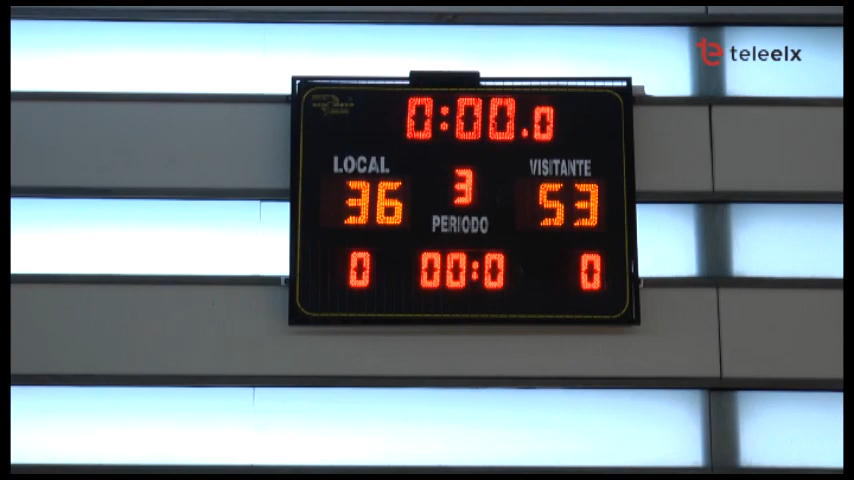 teleelx
0:00.0
LOCAL
VISITANTE
36
3
53
PERIODO
0
00:0
0